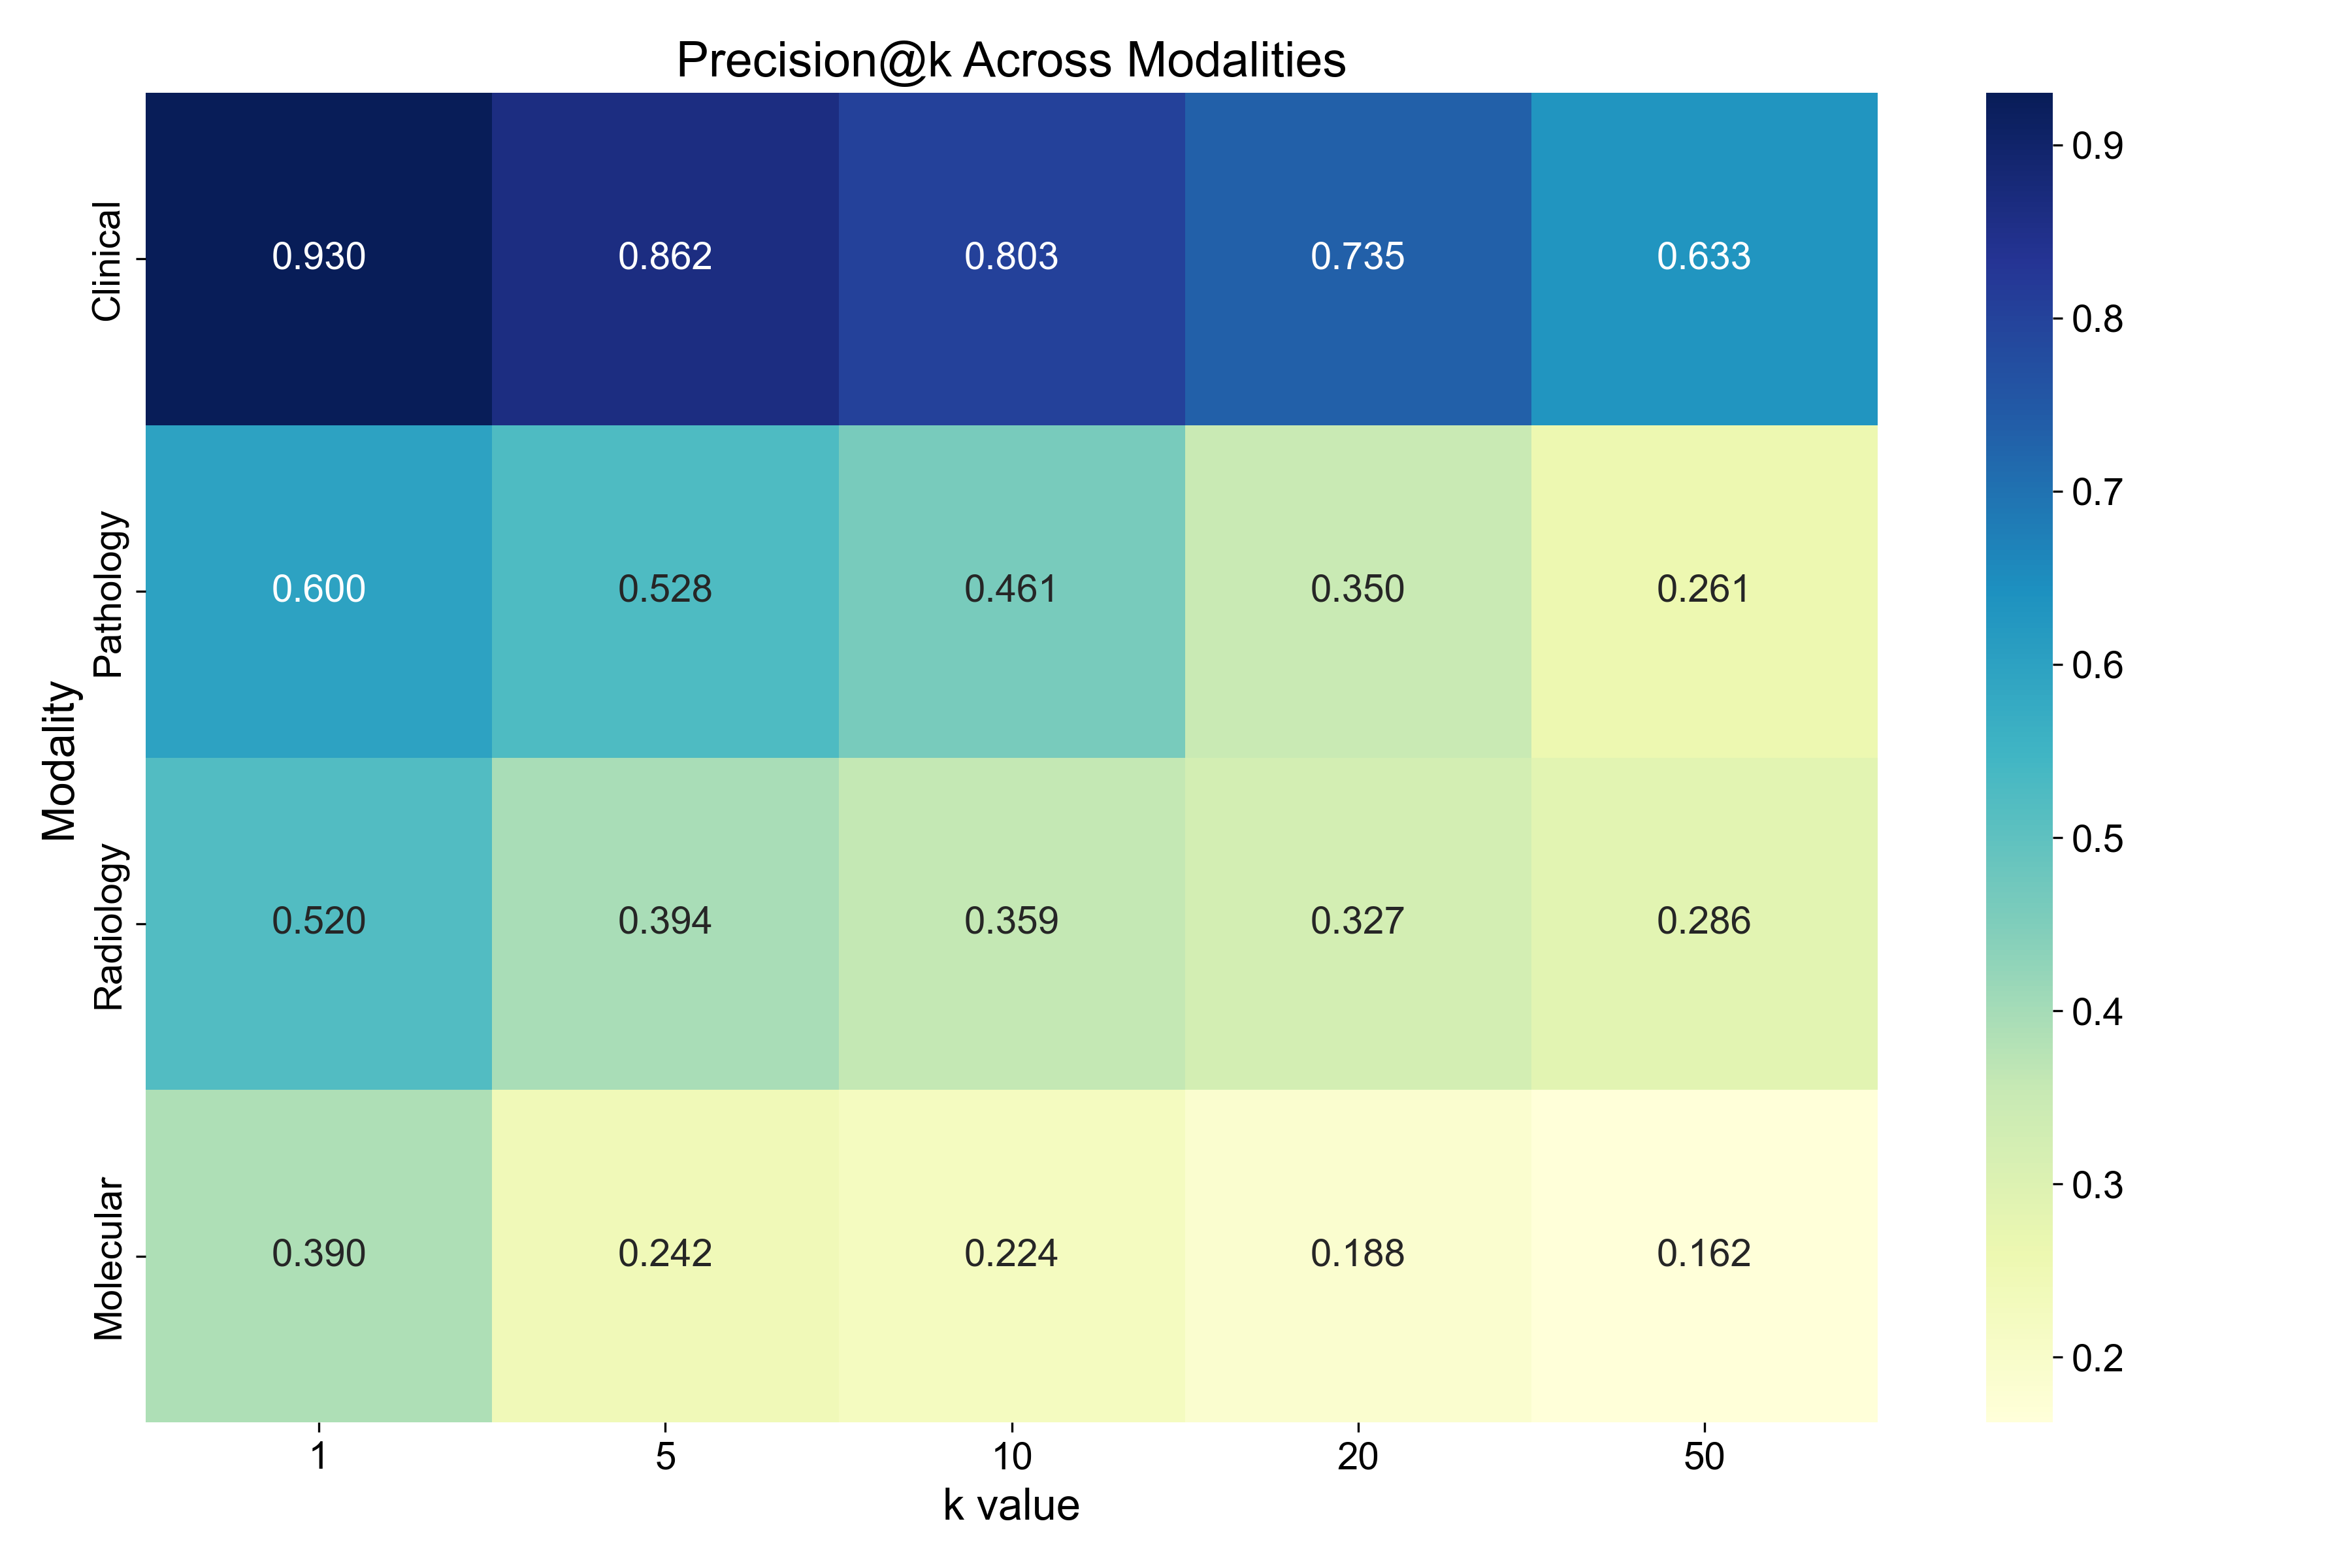 Precision@k Across Modalities
Clinical 0.930 0.862 0.803 0.735 0.633
Pathology 0.600 0.528 0.461 0.350 0.261
Radiology 0.520 0.394 0.359 0.327 0.286
Molecular 0.390 0.242 0.224 0.188 0.162
Modality
1 5 10 20 50
k value
0.9
0.8
0.7
0.6
0.5
0.4
0.3
0.2